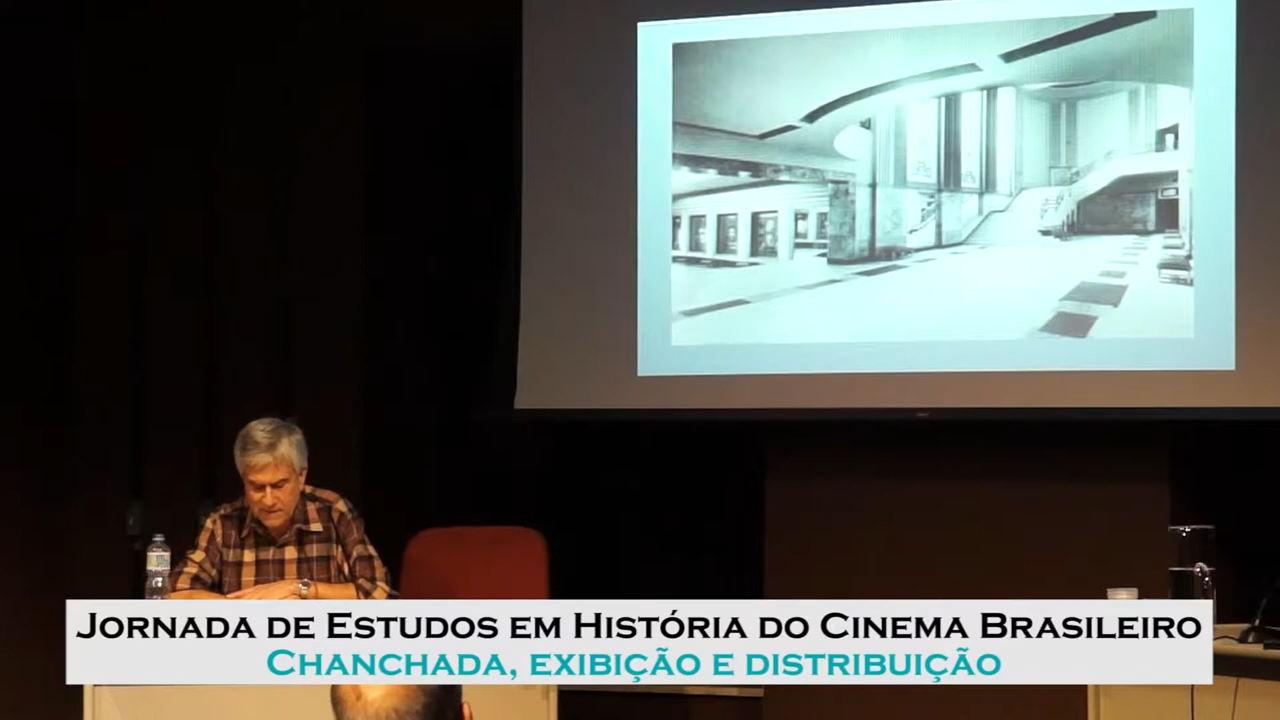 JORNADA DE ESTUDOS EM HISTÓRIA DO CINEMA BRASILEIRO
CHANCHADA, EXIBIÇÃO E DISTRIBUIÇÃO